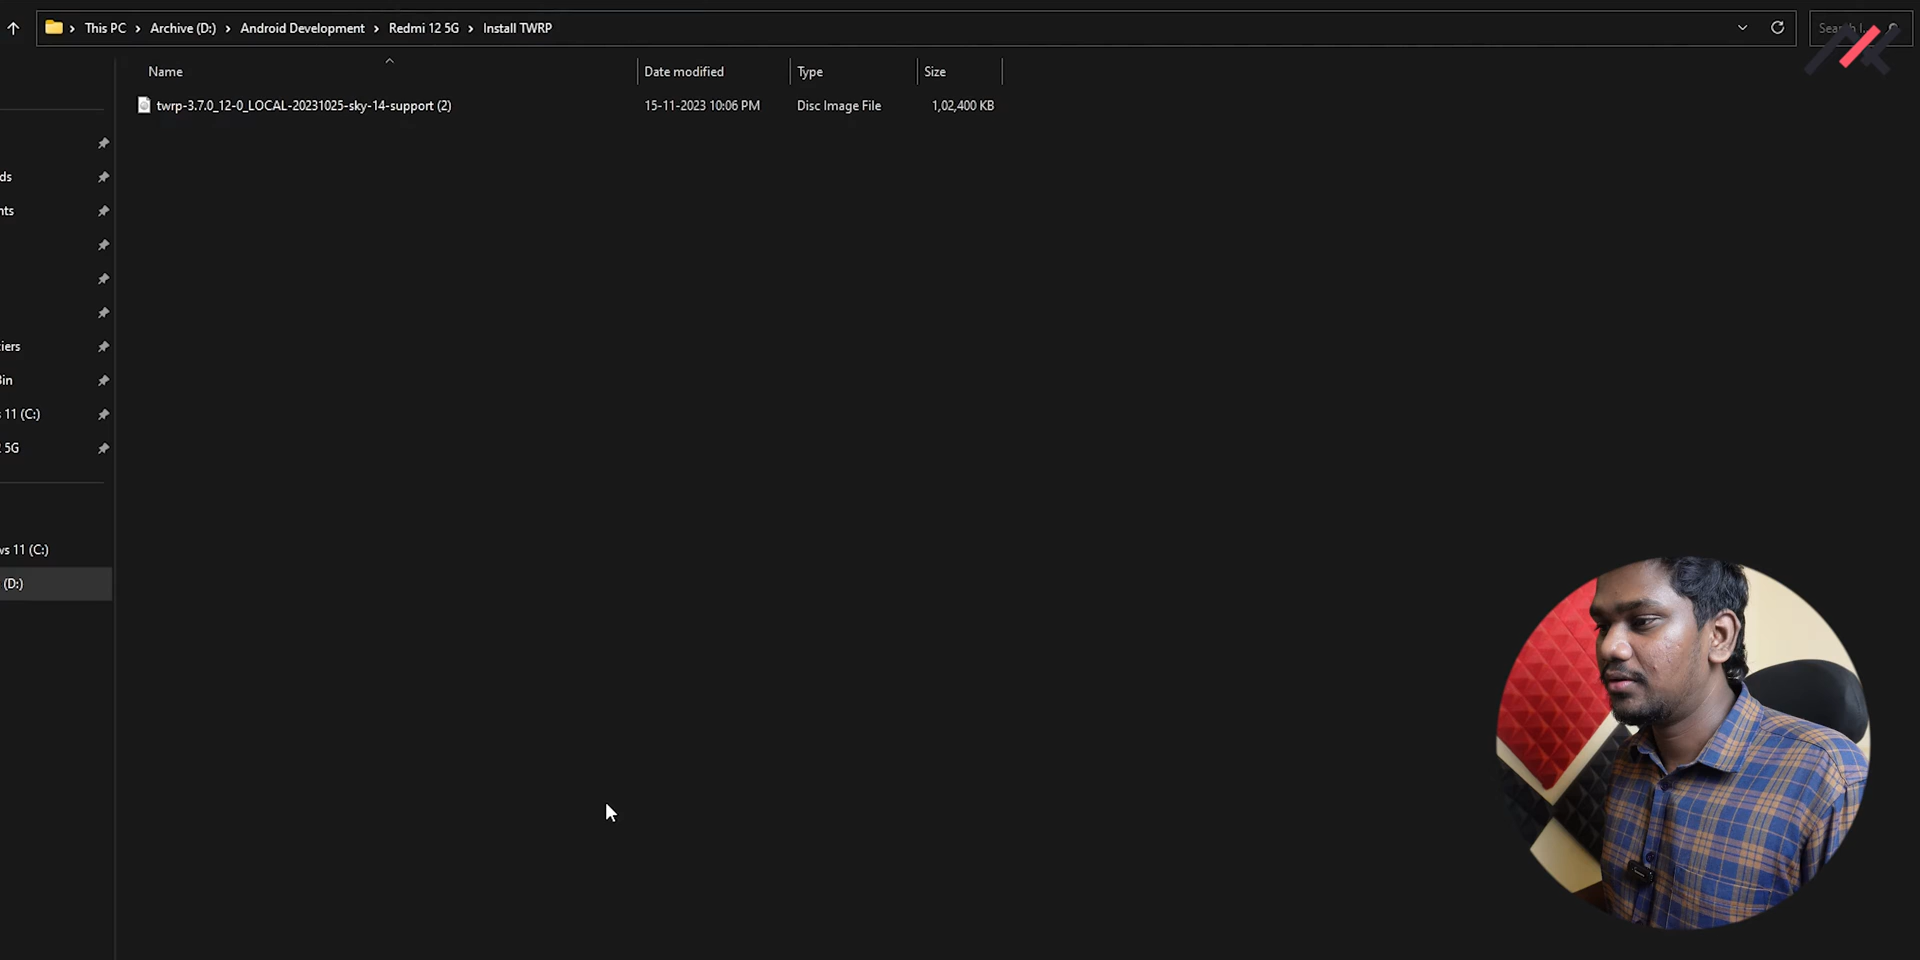 This PC > Archive (D:) > Android Development > Redmi 12 5G > Install TWRP
Name Date modified Type Size
twrp-3.7.0_12-0_LOCAL-20231025-sky-14-support (2) 15-11-2023 10:06 PM Disc Image File 1,02,400 KB
ds
nts
iers
Bin
11 (C:)
5G
ws 11 (C:)
(D:)